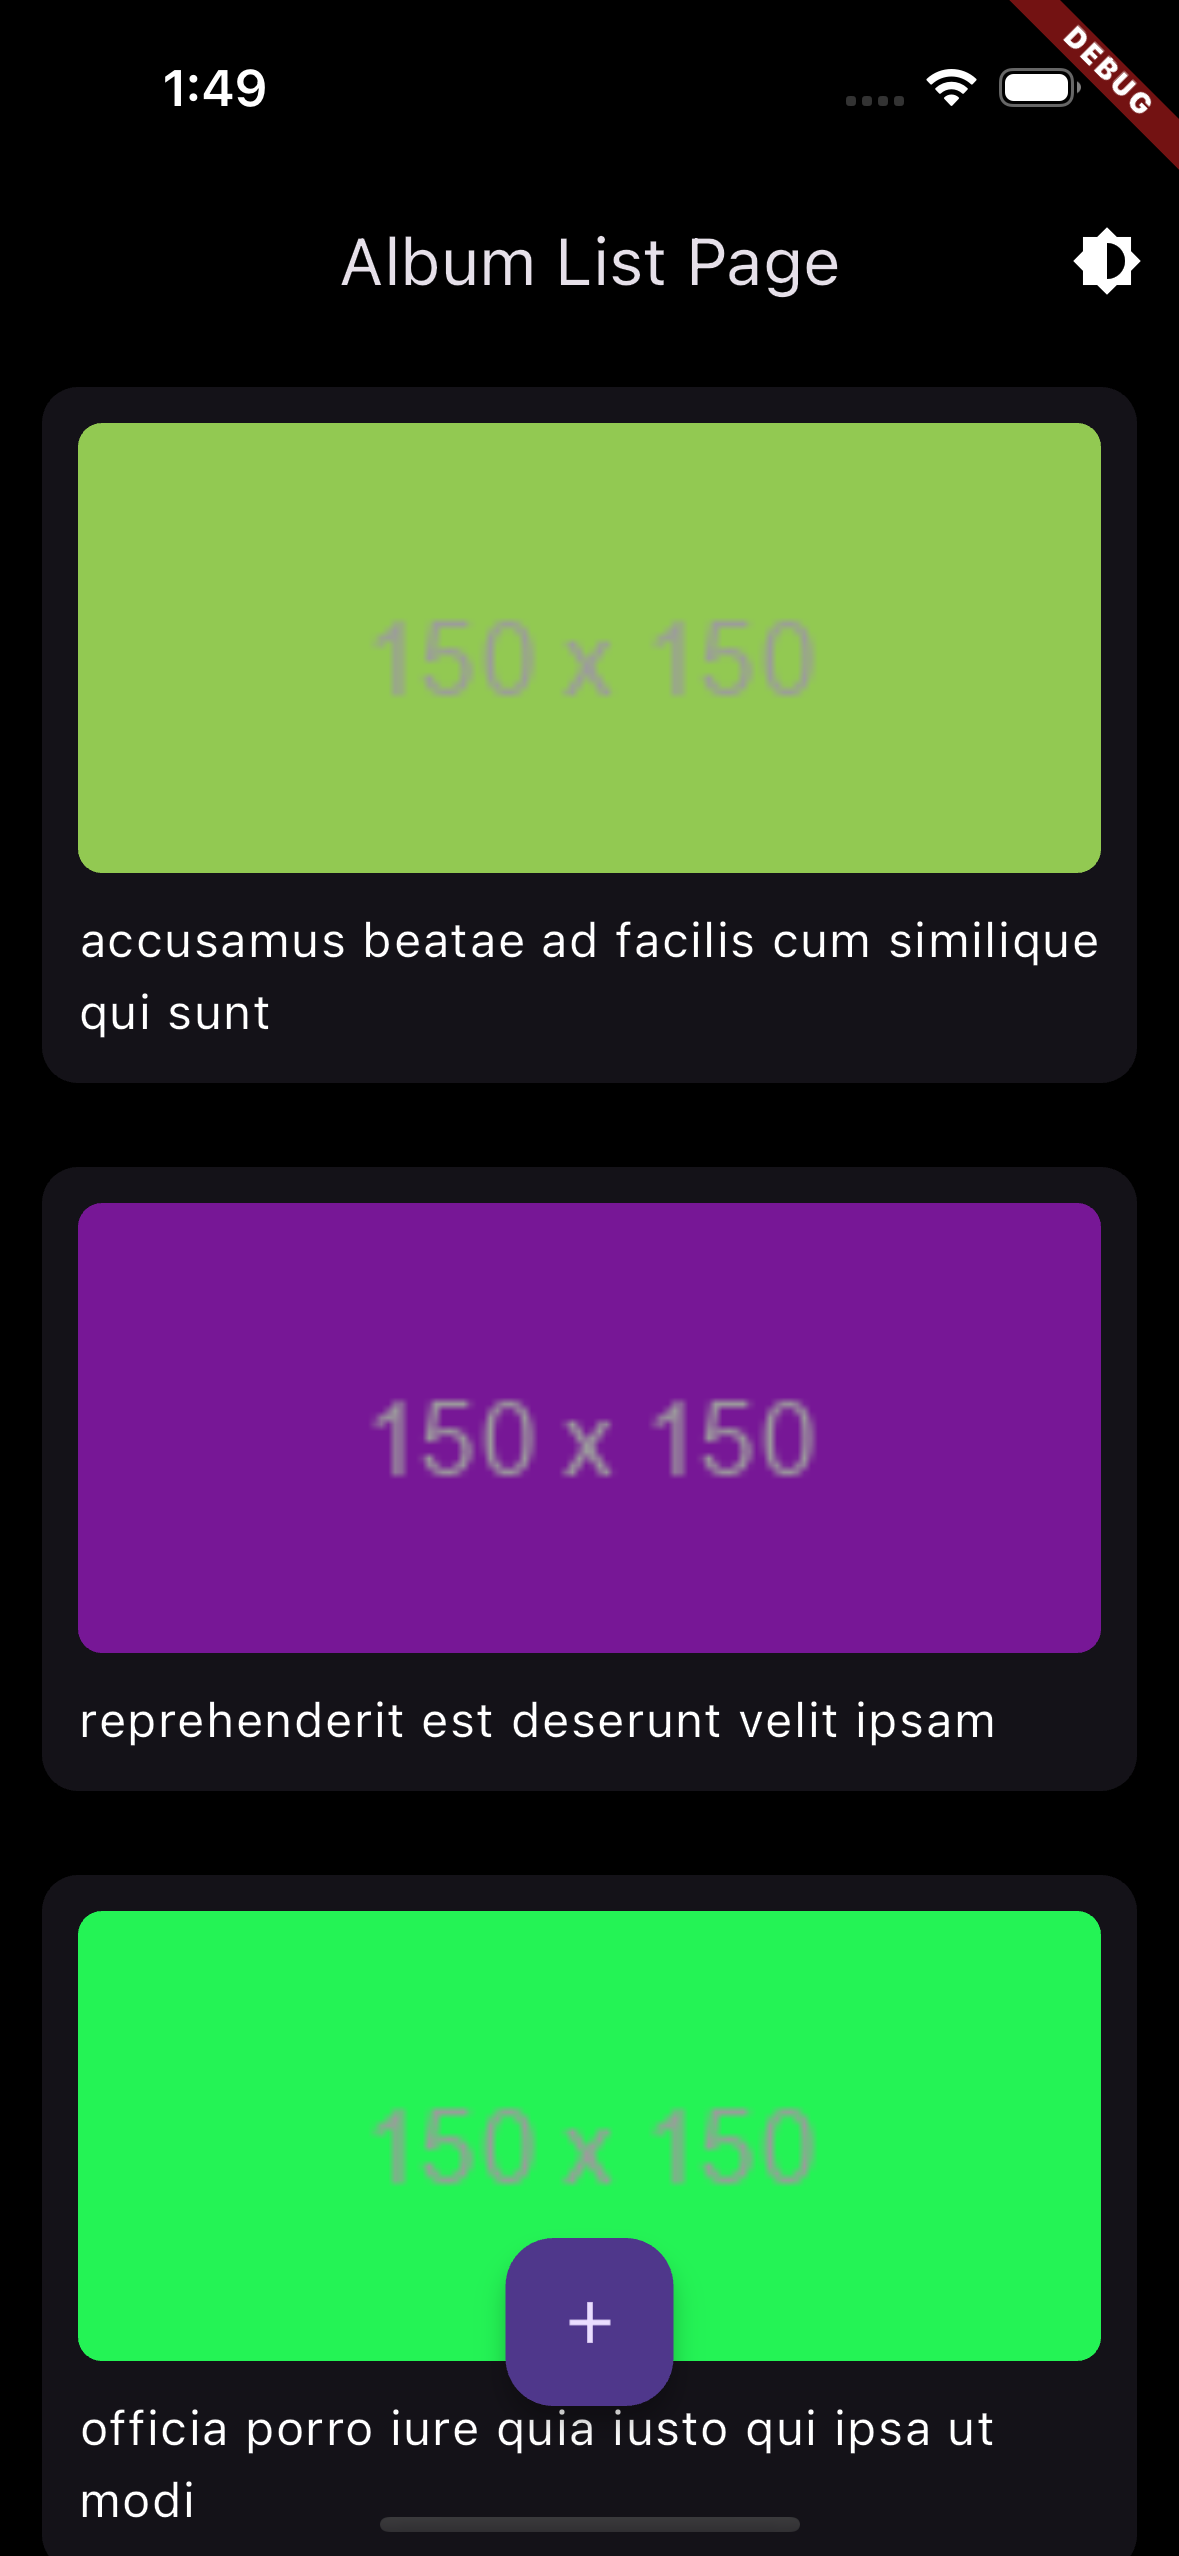 1:49
DEBUG
Album List Page
150 x 150
accusamus beatae ad facilis cum similique
qui sunt
150 x 150
reprehenderit est deserunt velit ipsam
150 x 150
officia porro iure quia iusto qui ipsa ut
modi